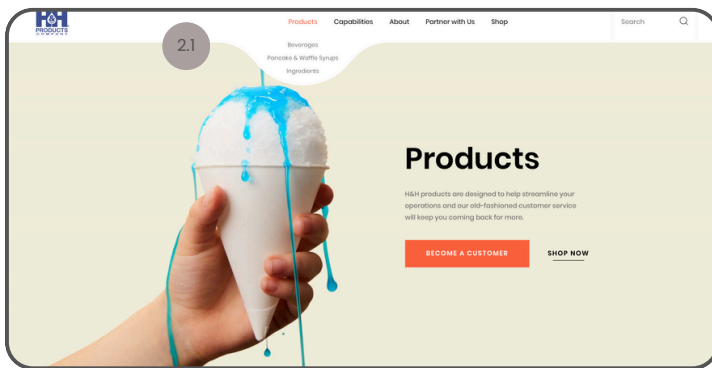 H&H
PRODUCTS
COMPANY
2.1
Products Capabilities About Partner with Us Shop Search
Beverages
Pancake & Waffle Syrups
Ingredients
Products
H&H products are designed to help streamline your
operations and our old-fashioned customer service
will keep you coming back for more.
BECOME A CUSTOMER SHOP NOW